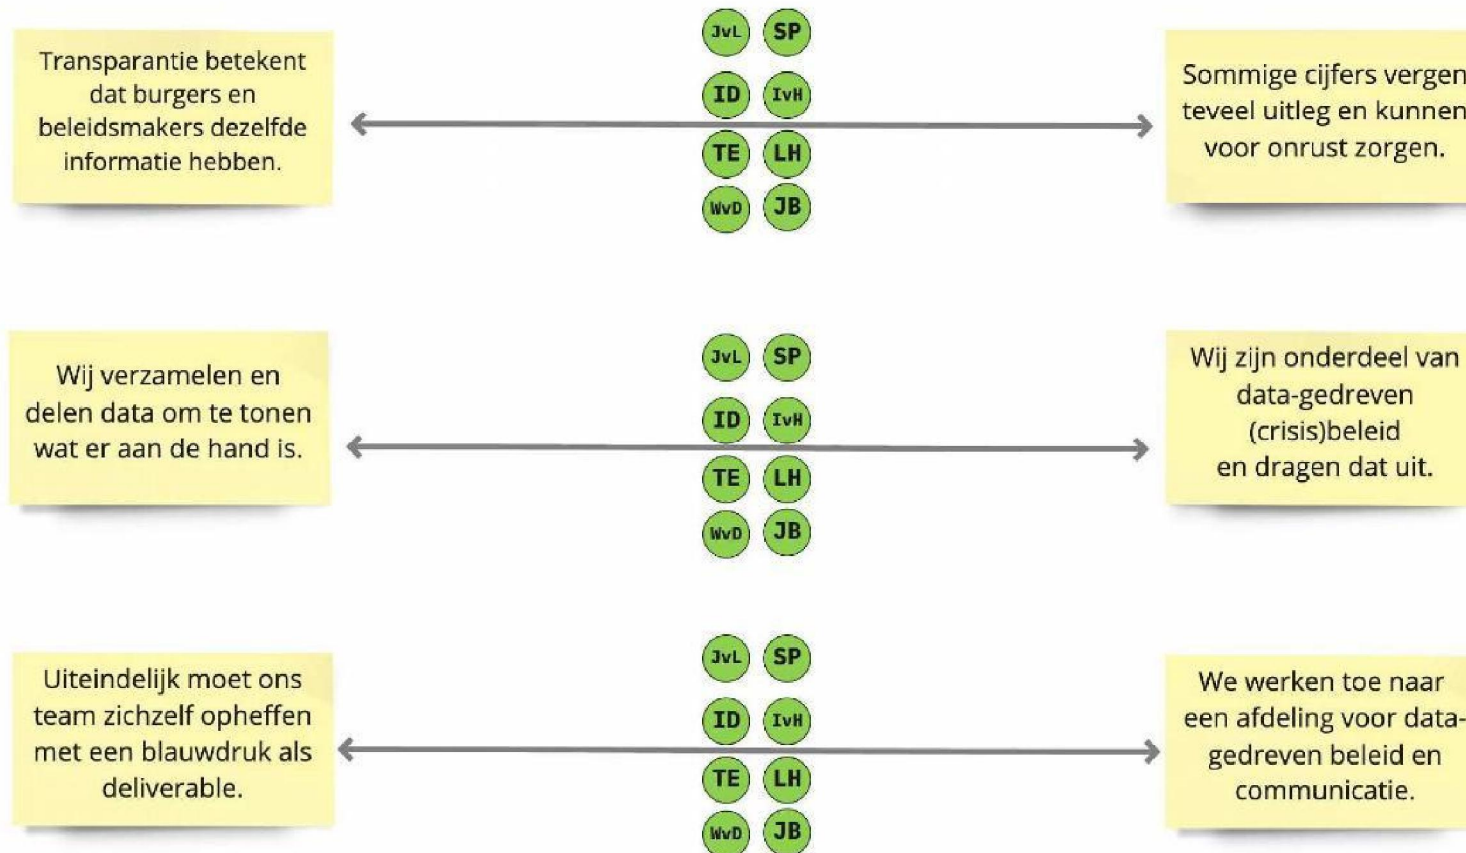 Transparantie betekent
dat burgers en
beleidsmakers dezelfde
informatie hebben.
JvL SP
ID IvH
TE LH
WvD JB
Sommige cijfers vergen
teveel uitleg en kunnen
voor onrust zorgen.
Wij verzamelen en
delen data om te tonen
wat er aan de hand is.
JvL SP
ID IvH
TE LH
WvD JB
Wij zijn onderdeel van
data-gedreven
(crisis)beleid
en dragen dat uit.
Uiteindelijk moet ons
team zichzelf opheffen
met een blauwdruk als
deliverable.
JvL SP
ID IvH
TE LH
WvD JB
We werken toe naar
een afdeling voor data-
gedreven beleid en
communicatie.